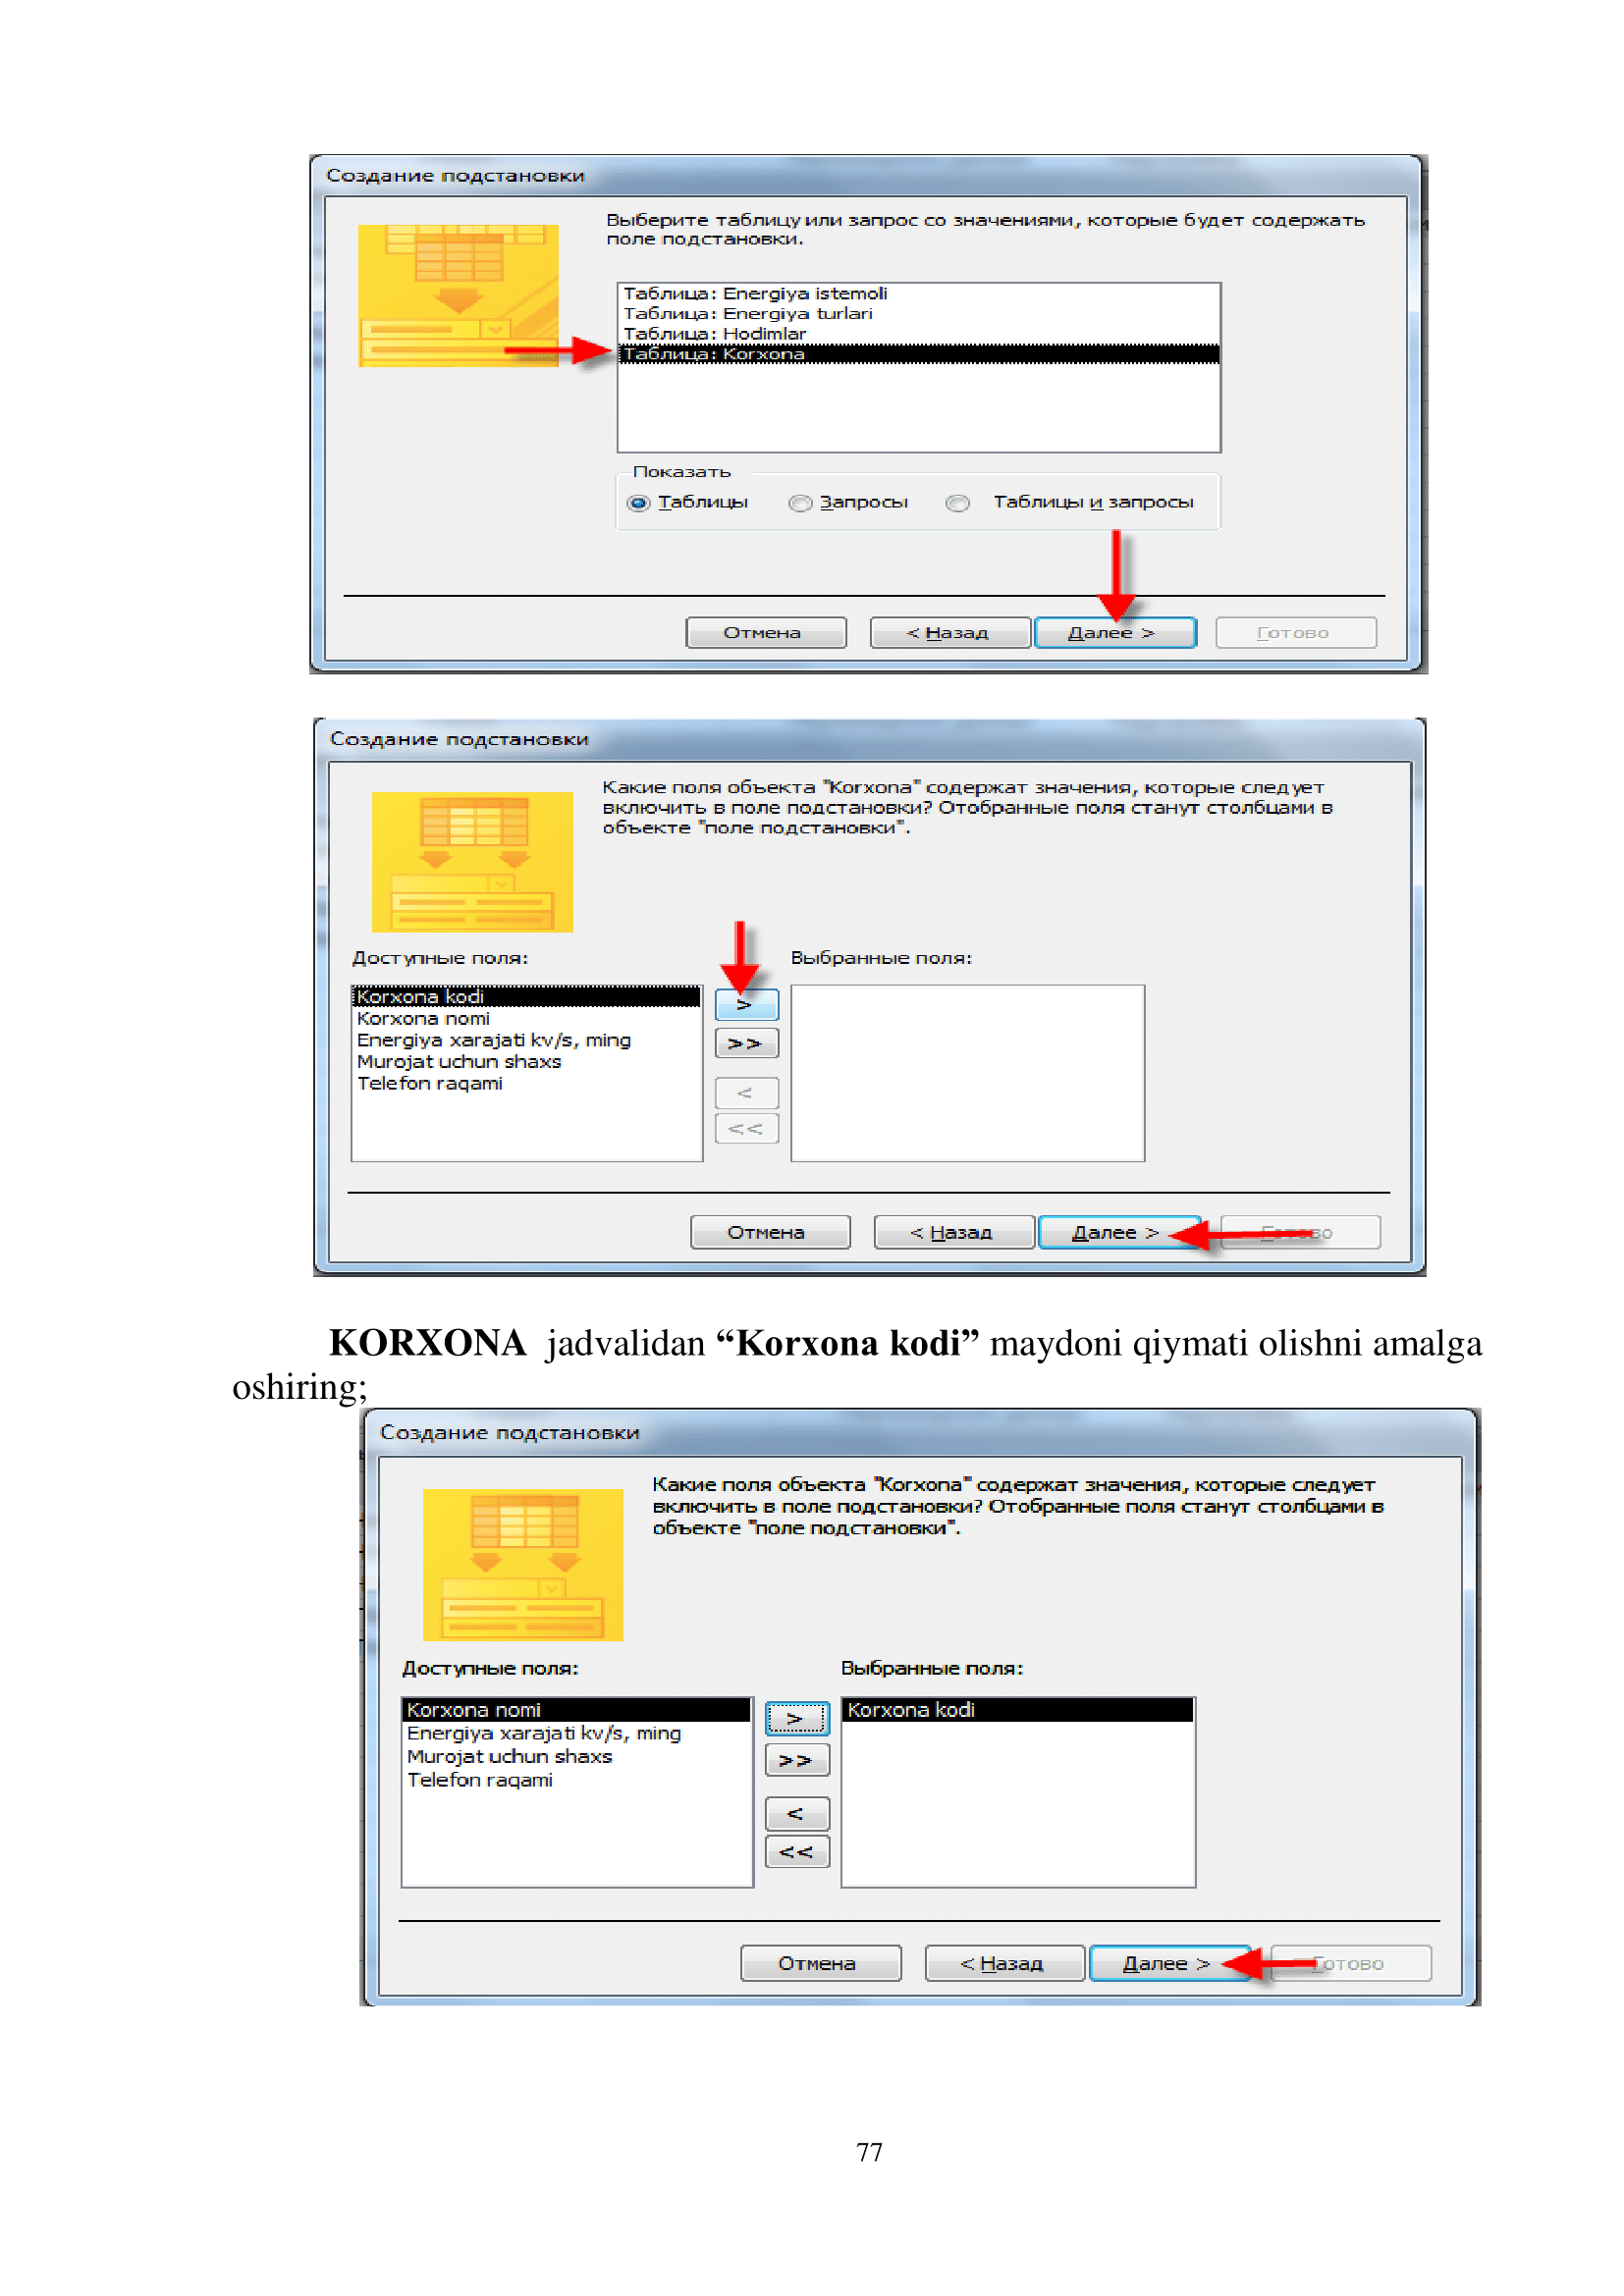 Создание подстановки
Выберите таблицу или запрос со значениями, которые будет содержать
поле подстановки.
Таблица: Energiya istemoli
Таблица: Energiya turlari
Таблица: Hodimlar
Таблица: Korxona
Показать
Таблицы Запросы Таблицы и запросы
Отмена < Назад Далее > Готово
Создание подстановки
Какие поля объекта "Korxona" содержат значения, которые следует
включить в поле подстановки? Отобранные поля станут столбцами в
объекте "поле подстановки".
Доступные поля: Выбранные поля:
Korxona kodi >
Korxona nomi
Energiya xarajati kv/s, ming >>
Murojat uchun shaxs
Telefon raqami <
<<
Отмена < Назад Далее > Готово
KORXONA jadvalidan “Korxona kodi” maydoni qiymati olishni amalga
oshiring;
Создание подстановки
Какие поля объекта "Korxona" содержат значения, которые следует
включить в поле подстановки? Отобранные поля станут столбцами в
объекте "поле подстановки".
Доступные поля: Выбранные поля:
Korxona nomi > Korxona kodi
Energiya xarajati kv/s, ming
Murojat uchun shaxs >>
Telefon raqami
<
<<
Отмена < Назад Далее > Готово
77